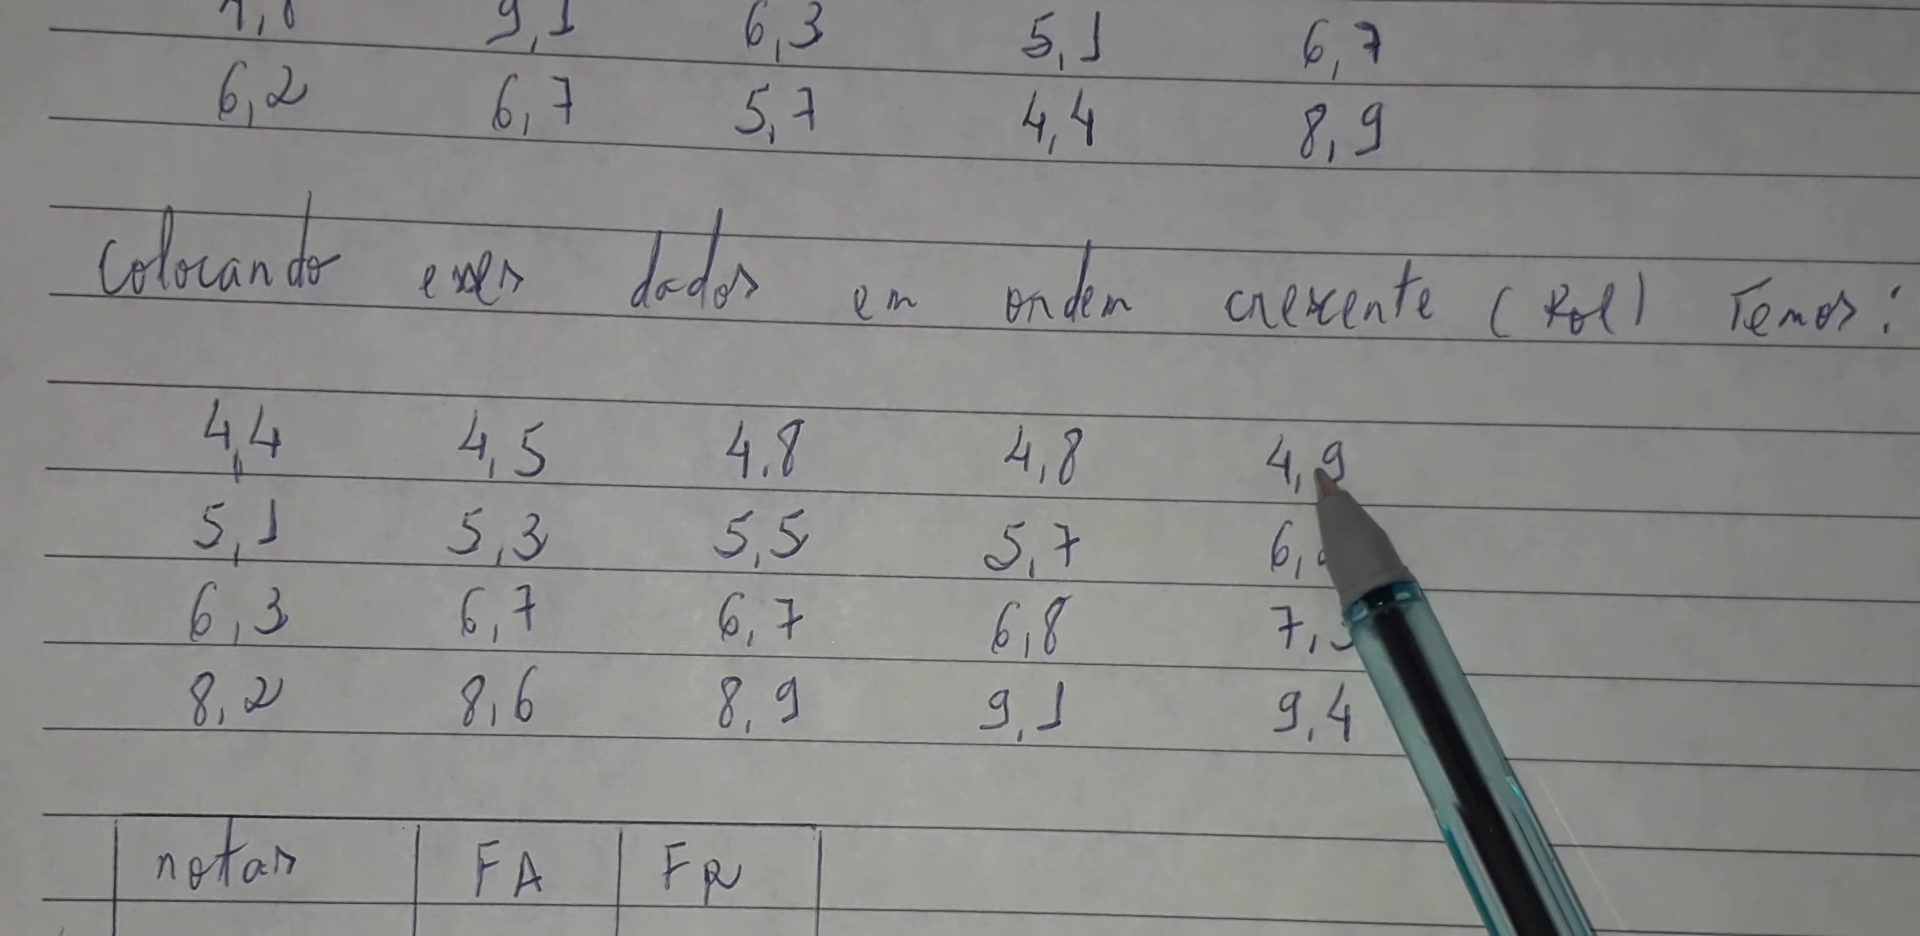 9,1 6,3 5,1 6,7
6,2 6,7 5,7 4,4 8,9
Colocando esses dados em ordem crescente (Rol) Temos:
4,4 4,5 4,8 4,8 4,9
5,1 5,3 5,5 5,7
6,3 6,7 6,7 6,8
8,2 8,6 8,9 9,1 9,4
notas FA FR